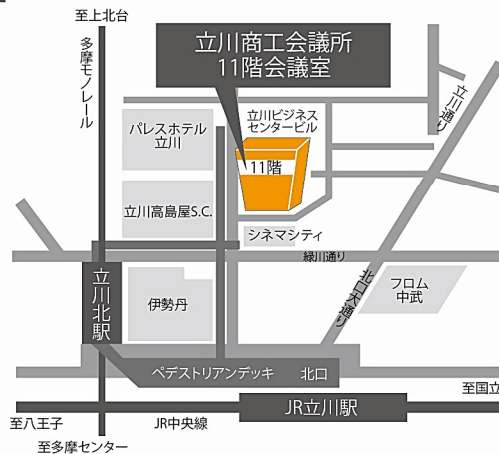 至上北台
多摩モノレール
立川商工会議所
11階会議室
立川通り
パレスホテル
立川
立川ビジネス
センタービル
11階
立川高島屋S.C.
シネマシティ
緑川通り
立川北駅
伊勢丹
北口大通り
フロム
中武
ペデストリアンデッキ 北口
至国立
至八王子
JR中央線
JR立川駅
至多摩センター